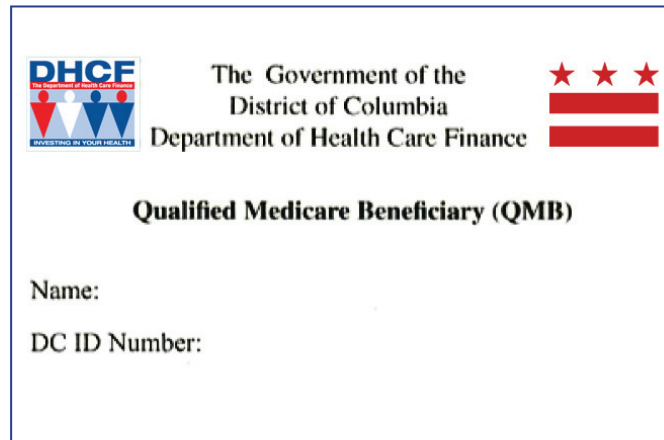 DHCF
The Department of Health Care Finance
INVESTING IN YOUR HEALTH
The Government of the
District of Columbia
Department of Health Care Finance
Qualified Medicare Beneficiary (QMB)
Name:
DC ID Number: